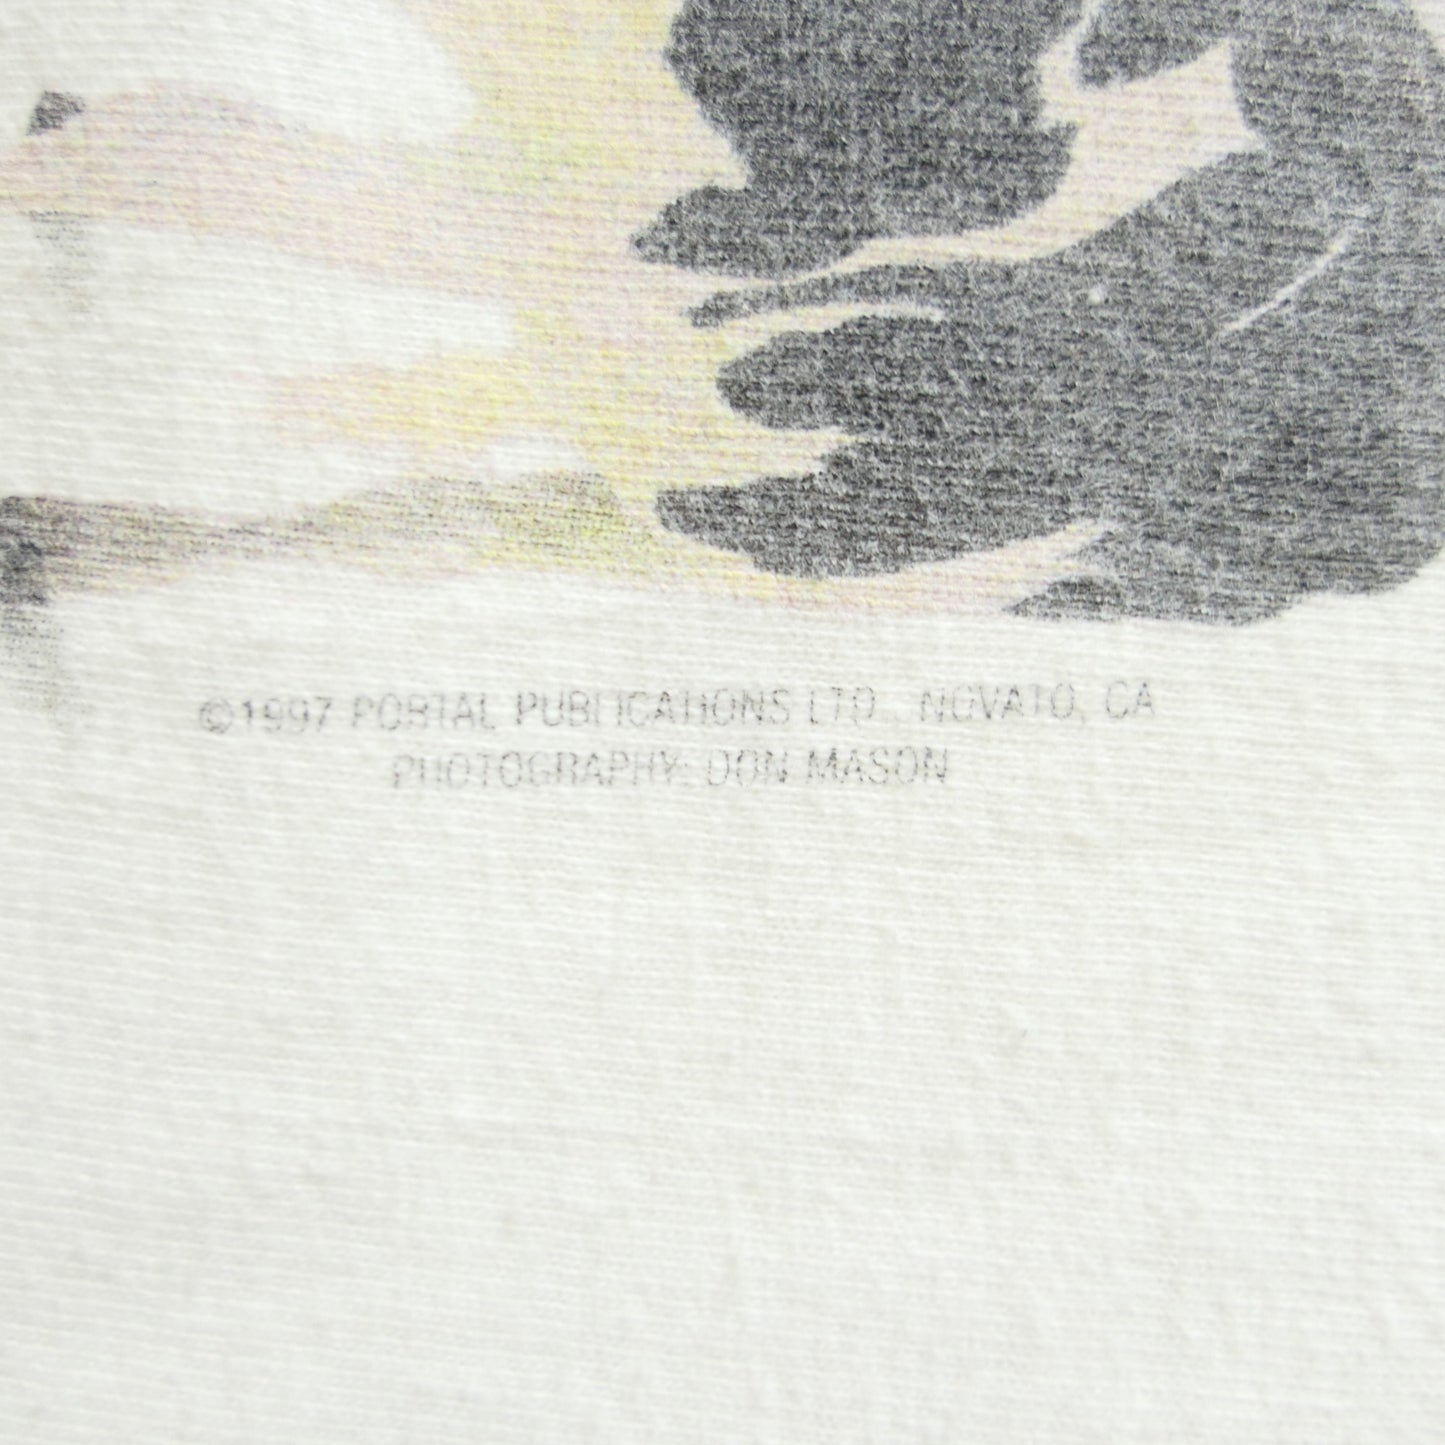 ©1997 PORTAL PUBLICATIONS LTD., NOVATO, CA
PHOTOGRAPHY: DON MASON